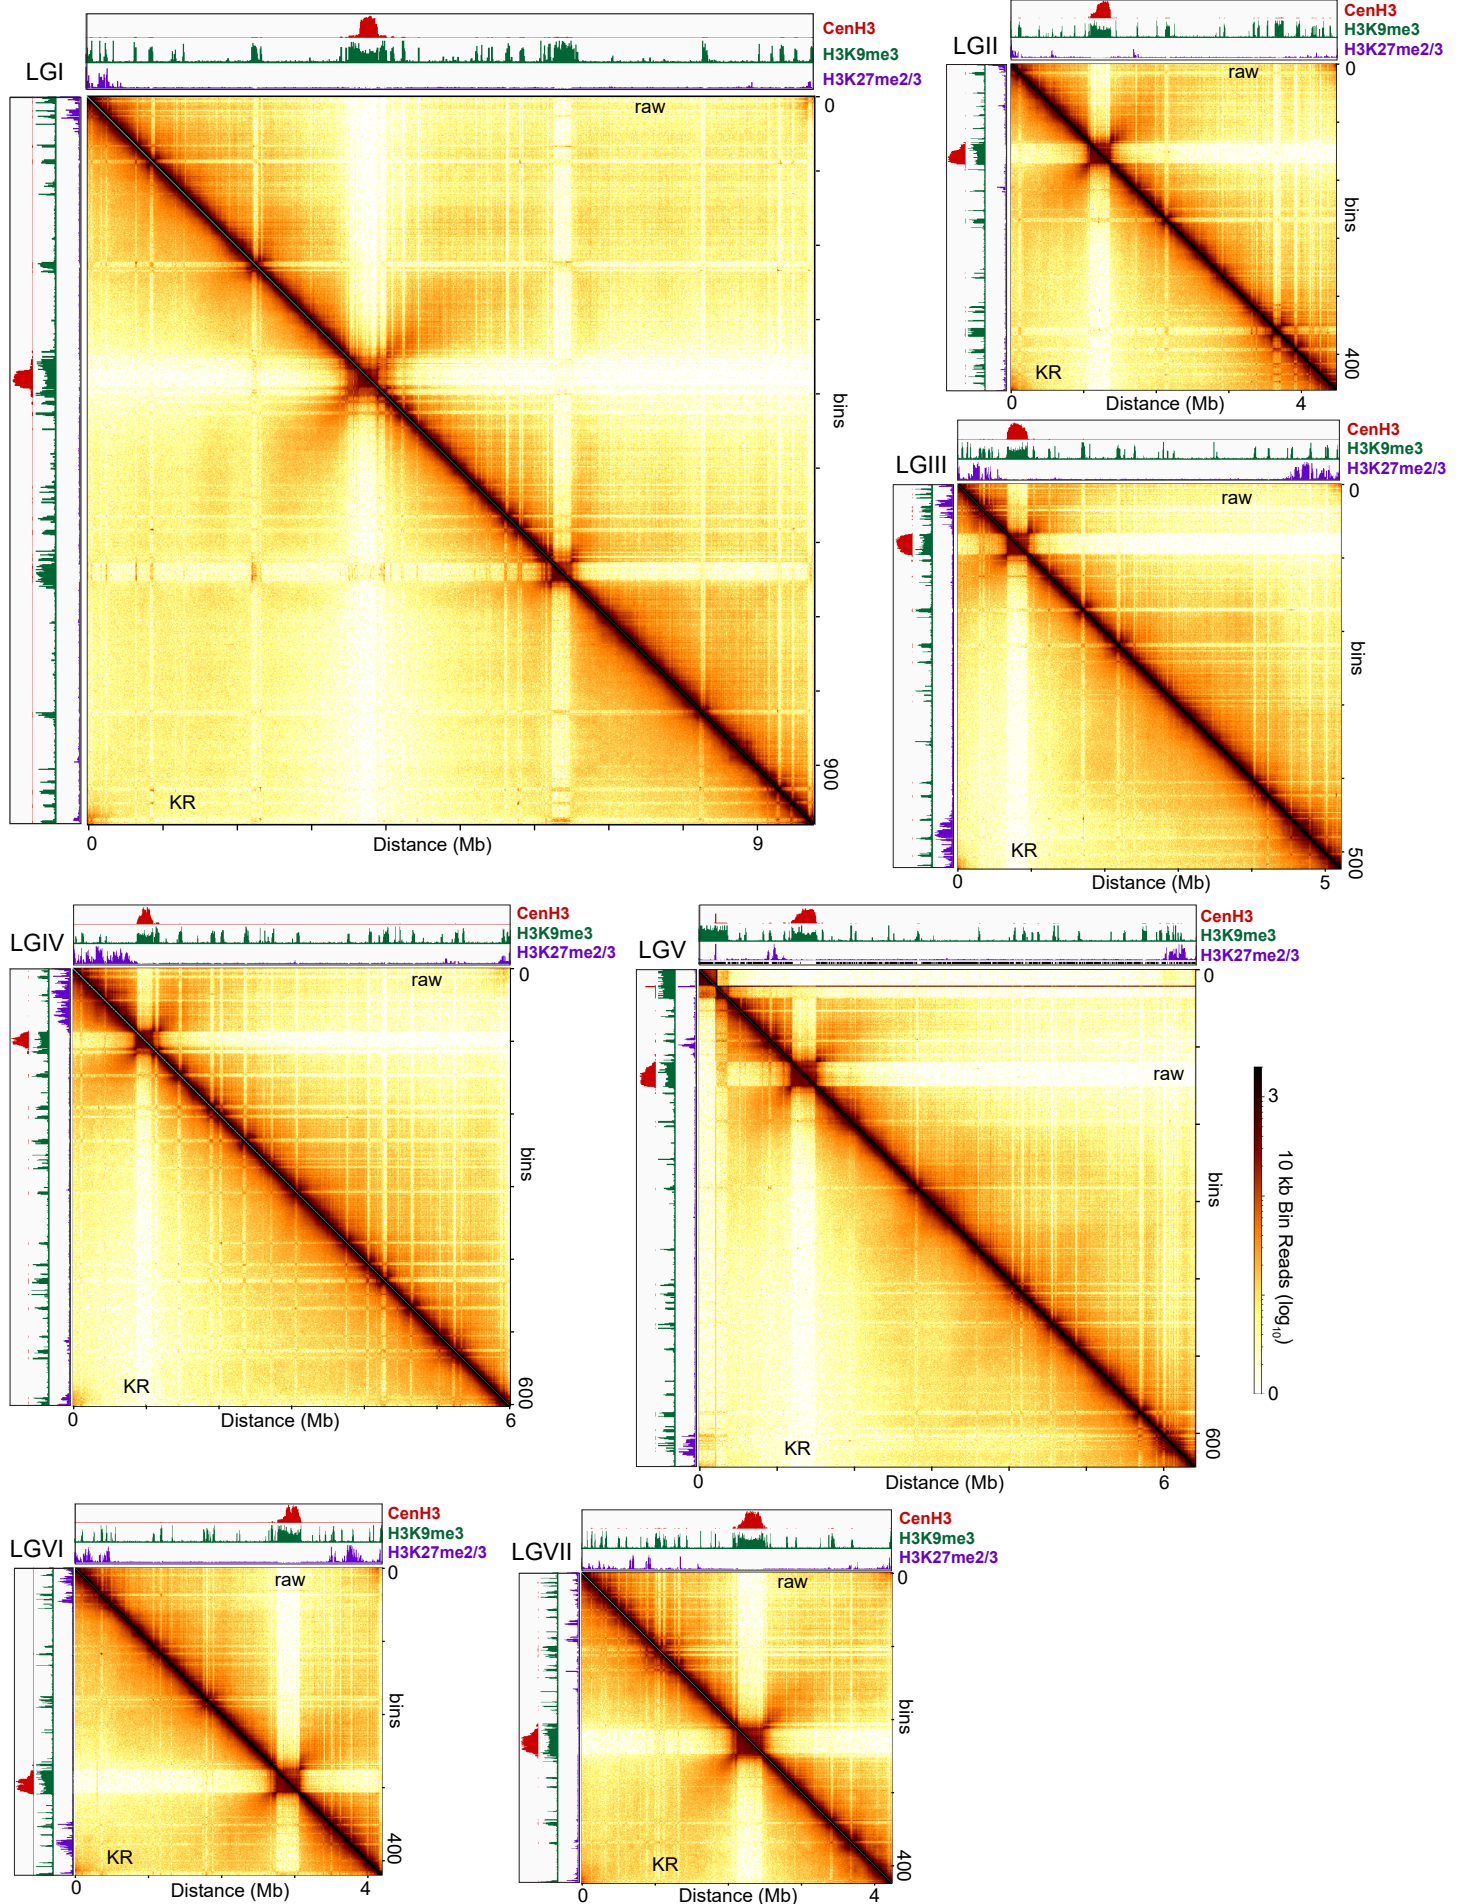 LGI
CenH3
H3K9me3
H3K27me2/3
raw
KR
0
bins
900
0
9
Distance (Mb)
LGII
CenH3
H3K9me3
H3K27me2/3
raw
KR
0
bins
400
0
4
Distance (Mb)
LGIII
CenH3
H3K9me3
H3K27me2/3
raw
KR
0
bins
500
0
5
Distance (Mb)
LGIV
CenH3
H3K9me3
H3K27me2/3
raw
KR
0
bins
600
0
6
Distance (Mb)
LGV
CenH3
H3K9me3
H3K27me2/3
raw
KR
0
bins
600
0
6
Distance (Mb)
3
10 kb Bin Reads (log₁₀)
0
LGVI
CenH3
H3K9me3
H3K27me2/3
raw
KR
0
bins
400
0
4
Distance (Mb)
LGVII
CenH3
H3K9me3
H3K27me2/3
raw
KR
0
bins
400
0
4
Distance (Mb)